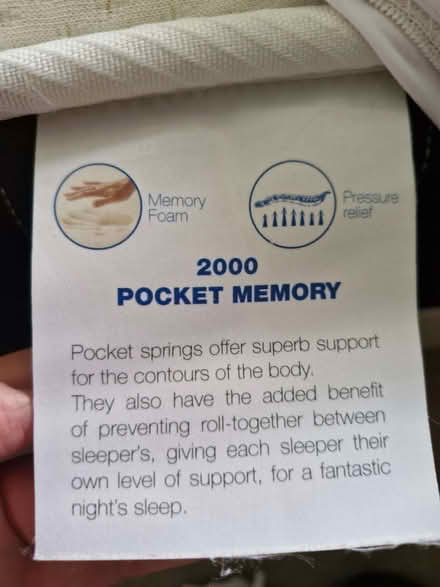 Memory
Foam
Pressure
relief
2000
POCKET MEMORY
Pocket springs offer superb support
for the contours of the body.
They also have the added benefit
of preventing roll-together between
sleeper's, giving each sleeper their
own level of support, for a fantastic
night's sleep.